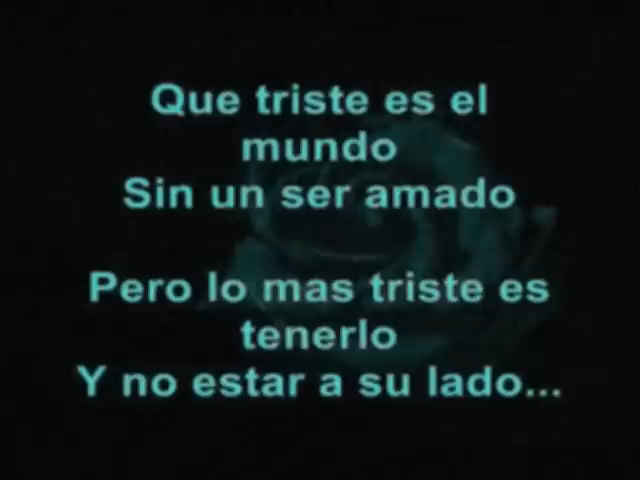 Que triste es el
mundo
Sin un ser amado
Pero lo mas triste es
tenerlo
Y no estar a su lado...